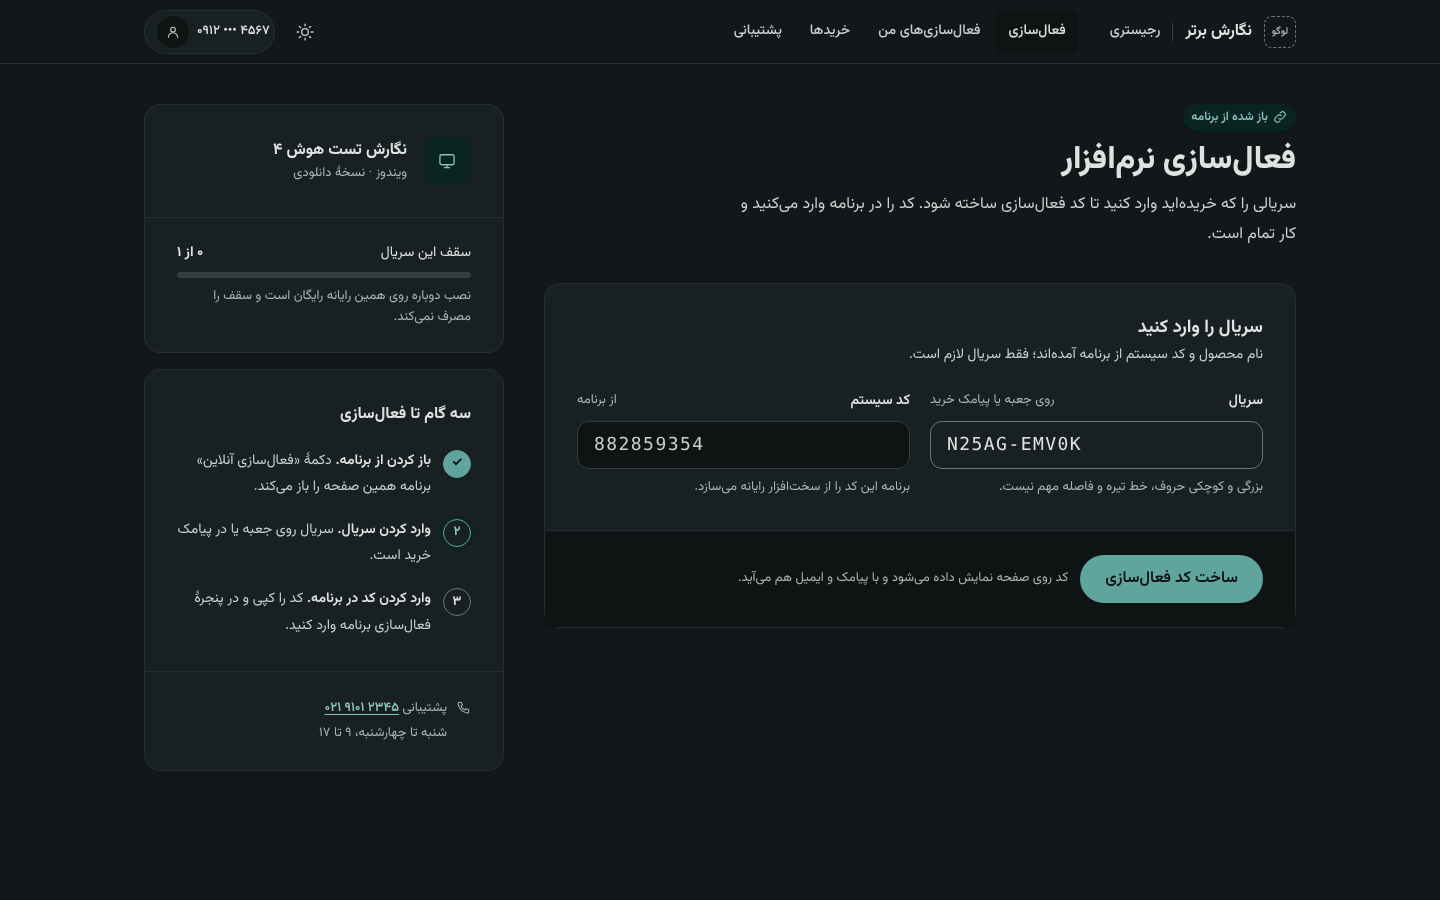 لوگو
نگارش برتر
رجیستری
فعال‌سازی
فعال‌سازی‌های من
خریدها
پشتیبانی
۰۹۱۲ ••• ۴۵۶۷
باز شده از برنامه
فعال‌سازی نرم‌افزار
سریالی را که خریده‌اید وارد کنید تا کد فعال‌سازی ساخته شود. کد را در برنامه وارد می‌کنید و
کار تمام است.
سریال را وارد کنید
نام محصول و کد سیستم از برنامه آمده‌اند؛ فقط سریال لازم است.
سریال
روی جعبه یا پیامک خرید
N25AG-EMV0K
بزرگی و کوچکی حروف، خط تیره و فاصله مهم نیست.
کد سیستم
از برنامه
882859354
برنامه این کد را از سخت‌افزار رایانه می‌سازد.
ساخت کد فعال‌سازی
کد روی صفحه نمایش داده می‌شود و با پیامک و ایمیل هم می‌آید.
نگارش تست هوش ۴
ویندوز · نسخهٔ دانلودی
سقف این سریال
۰ از ۱
نصب دوباره روی همین رایانه رایگان است و سقف را
مصرف نمی‌کند.
سه گام تا فعال‌سازی
باز کردن از برنامه. دکمهٔ «فعال‌سازی آنلاین»
برنامه همین صفحه را باز می‌کند.
۲
وارد کردن سریال. سریال روی جعبه یا در پیامک
خرید است.
۳
وارد کردن کد در برنامه. کد را کپی و در پنجرهٔ
فعال‌سازی برنامه وارد کنید.
پشتیبانی ۰۲۱ ۹۱۰۱ ۲۳۴۵
شنبه تا چهارشنبه، ۹ تا ۱۷